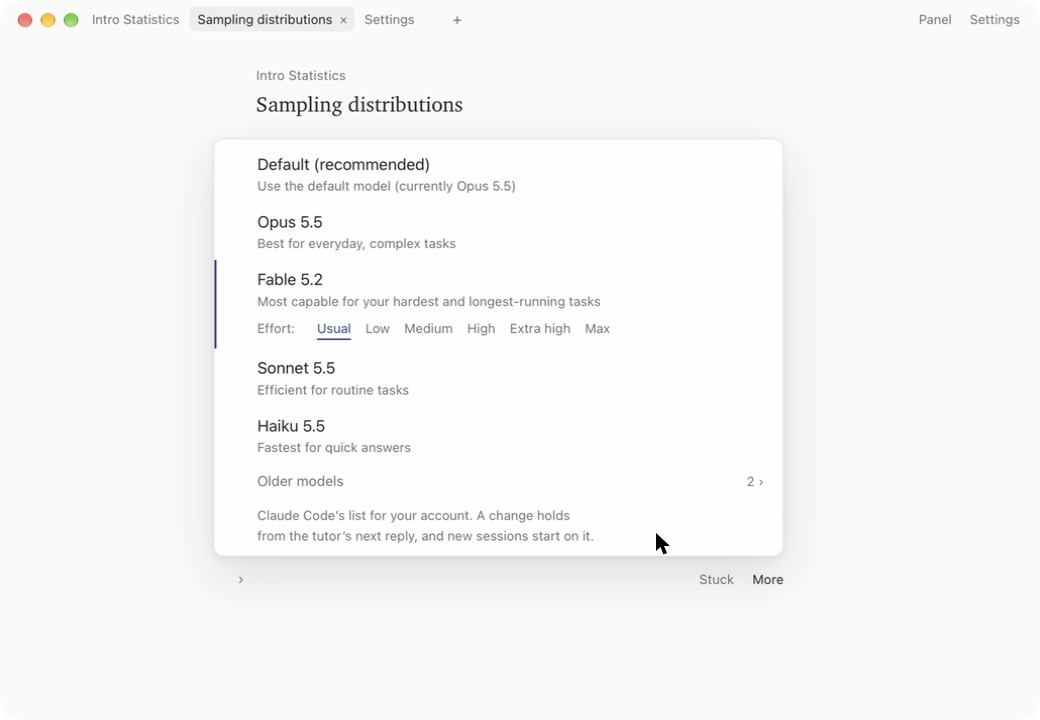 Intro Statistics
Sampling distributions ×
Settings
+
Panel
Settings
Intro Statistics
Sampling distributions
Default (recommended)
Use the default model (currently Opus 5.5)
Opus 5.5
Best for everyday, complex tasks
Fable 5.2
Most capable for your hardest and longest-running tasks
Effort: Usual Low Medium High Extra high Max
Sonnet 5.5
Efficient for routine tasks
Haiku 5.5
Fastest for quick answers
Older models 2 ›
Claude Code’s list for your account. A change holds
from the tutor’s next reply, and new sessions start on it.
› Stuck More